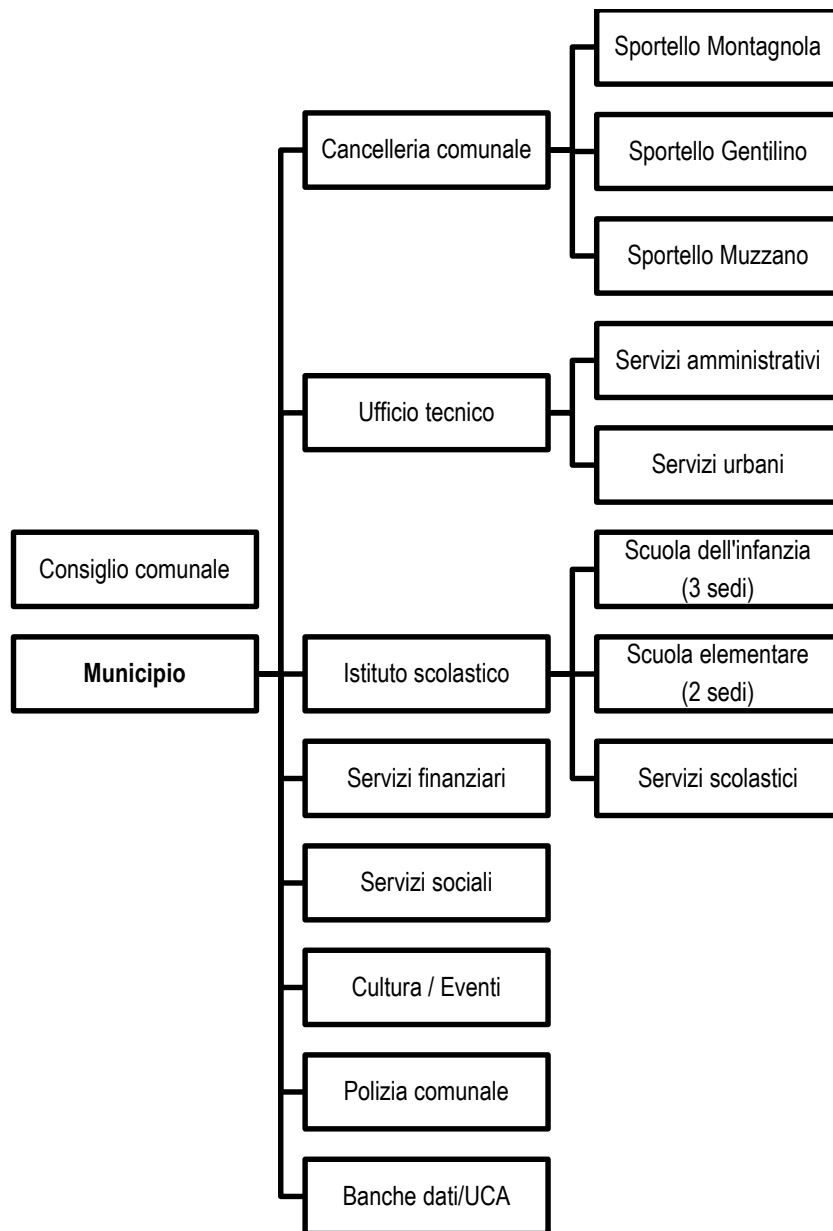 Sportello Montagnola
Cancelleria comunale
Sportello Gentilino
Sportello Muzzano
Servizi amministrativi
Ufficio tecnico
Servizi urbani
Consiglio comunale
Scuola dell'infanzia
(3 sedi)
Municipio
Istituto scolastico
Scuola elementare
(2 sedi)
Servizi finanziari
Servizi scolastici
Servizi sociali
Cultura / Eventi
Polizia comunale
Banche dati/UCA